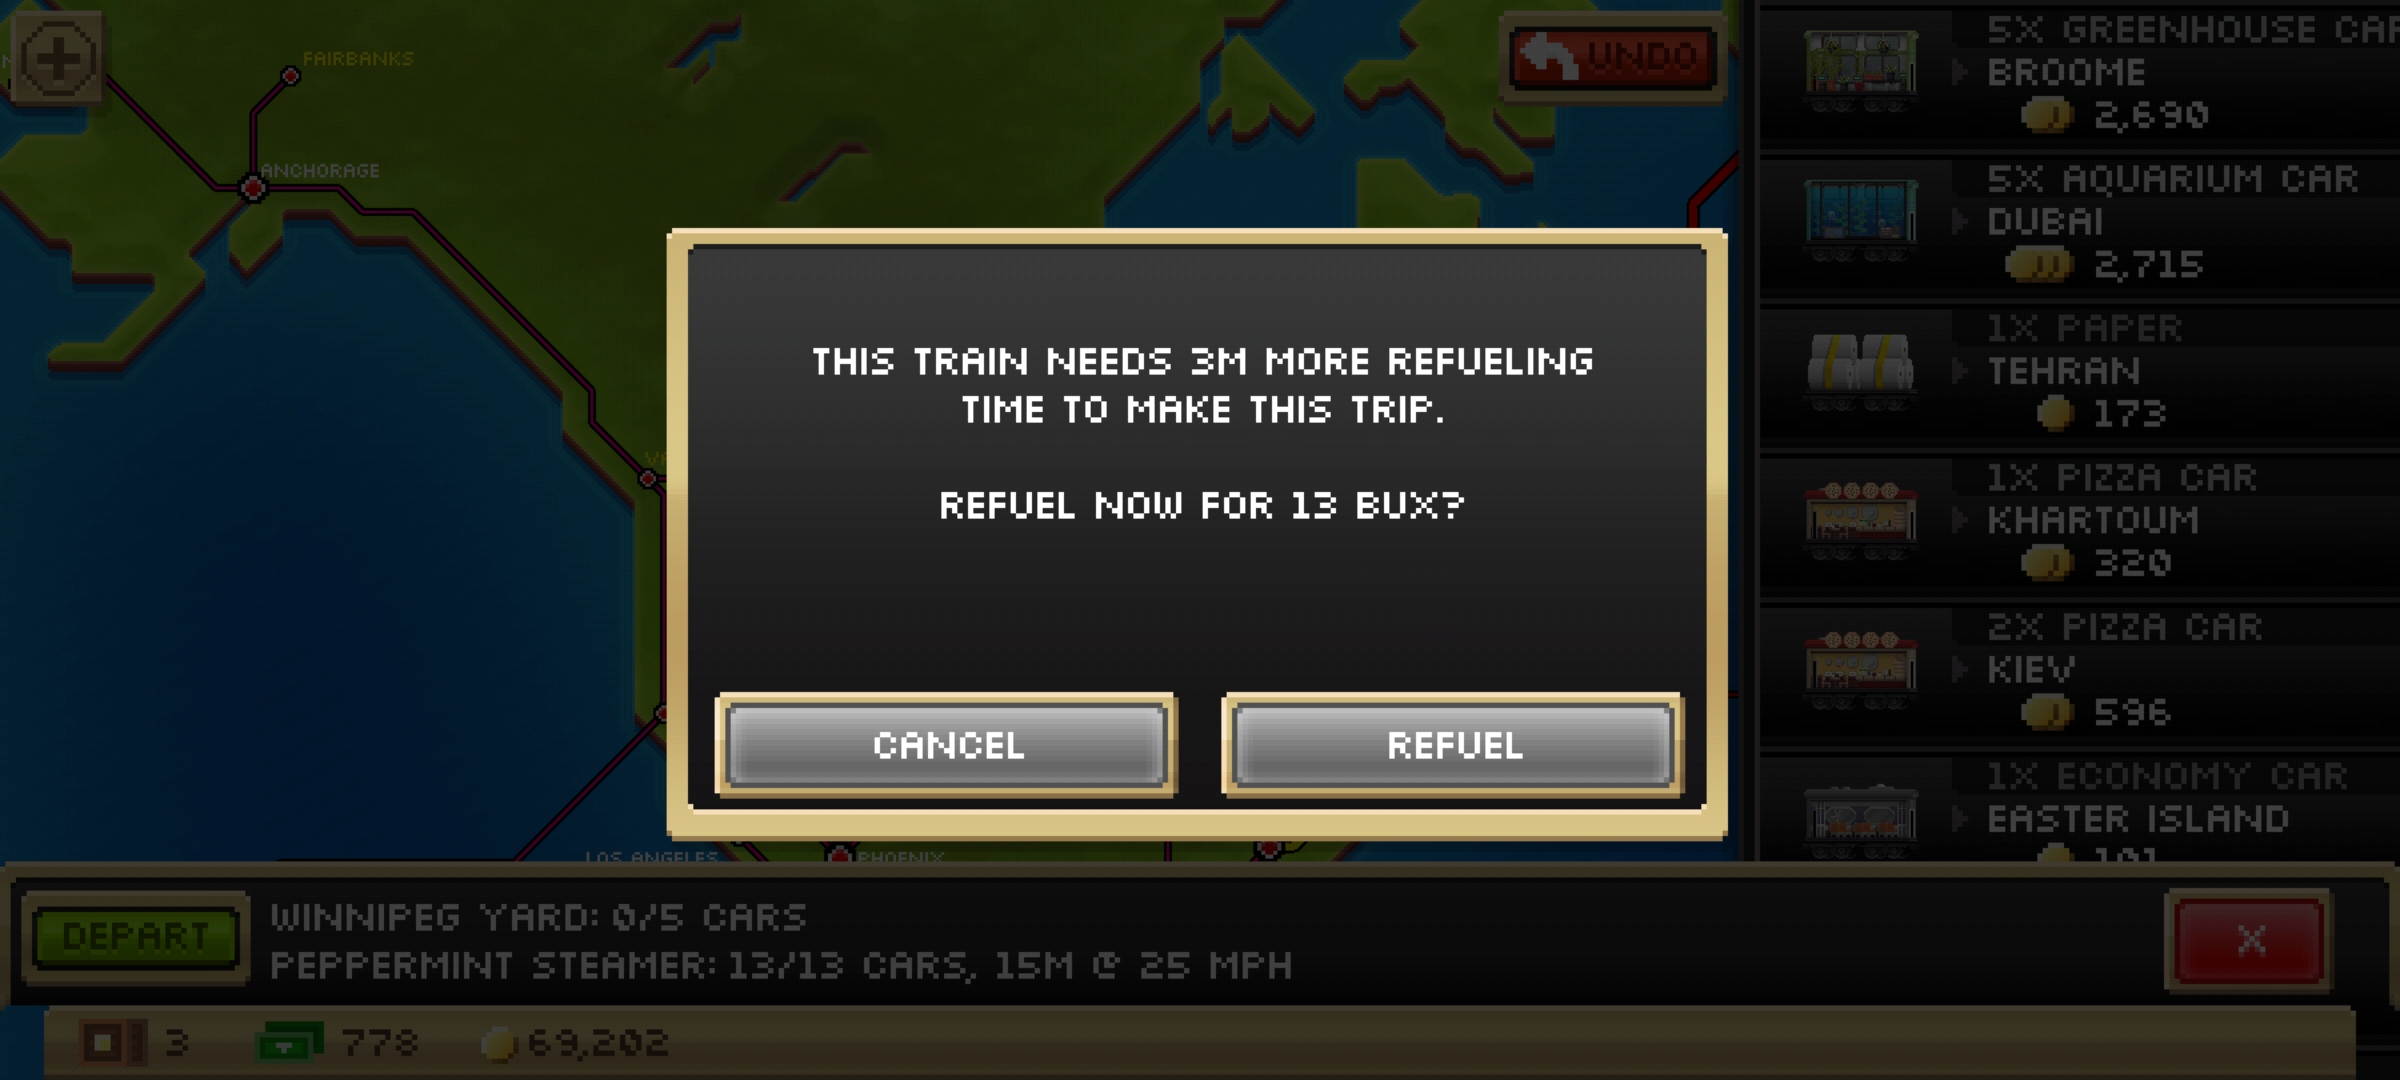 FAIRBANKS
ANCHORAGE
UNDO
5X GREENHOUSE CAR
BROOME
2,690
5X AQUARIUM CAR
DUBAI
2,715
1X PAPER
TEHRAN
173
1X PIZZA CAR
KHARTOUM
320
2X PIZZA CAR
KIEV
596
1X ECONOMY CAR
EASTER ISLAND
101
THIS TRAIN NEEDS 3M MORE REFUELING
TIME TO MAKE THIS TRIP.
REFUEL NOW FOR 13 BUX?
CANCEL
REFUEL
LOS ANGELES
PHOENIX
DEPART
WINNIPEG YARD: 0/5 CARS
PEPPERMINT STEAMER: 13/13 CARS, 15M @ 25 MPH
X
3
778
69,202